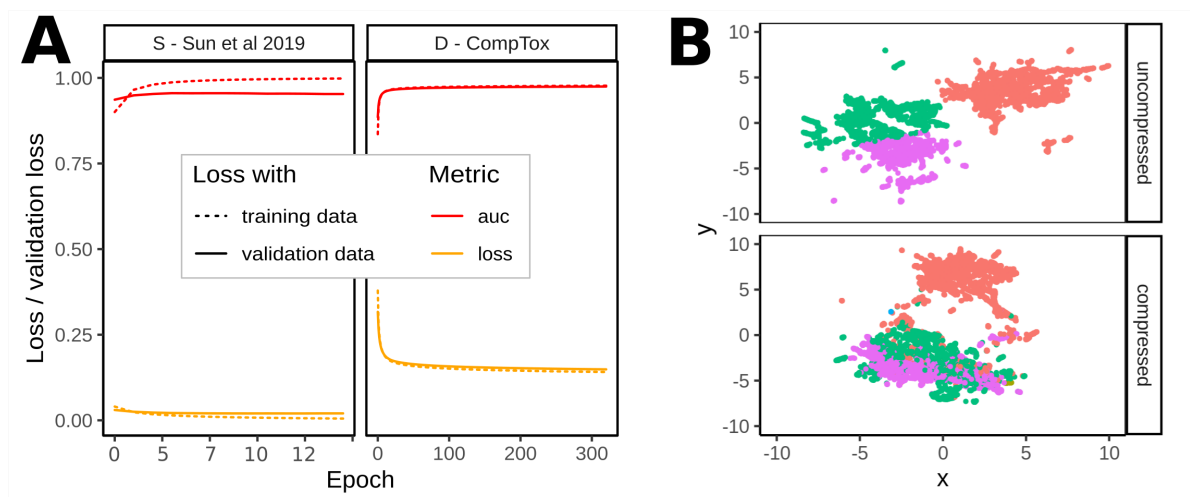 A
S - Sun et al 2019
D - CompTox
Loss / validation loss
1.00
0.75
0.50
0.25
0.00
Loss with
training data
validation data
Metric
auc
loss
0 5 7 10 12
0 100 200 300
Epoch
B
10
5
0
-5
-10
uncompressed
10
5
0
-5
-10
compressed
y
-10 -5 0 5 10
x